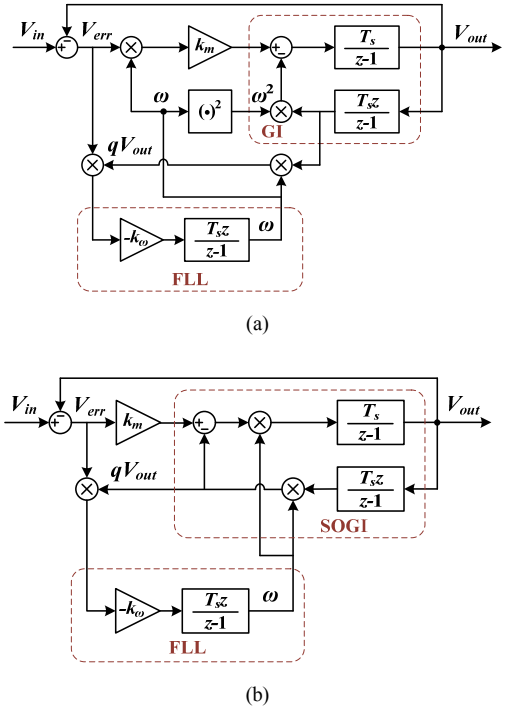 V_in
V_err
+
−
×
k_m
+
−
T_s
z-1
V_out
ω
(•)²
ω²
×
T_s z
z-1
GI
qV_out
×
×
-k_ω
T_s z
z-1
ω
FLL
(a)
V_in
V_err
+
−
k_m
+
−
×
T_s
z-1
V_out
qV_out
×
×
T_s z
z-1
SOGI
-k_ω
T_s z
z-1
ω
FLL
(b)